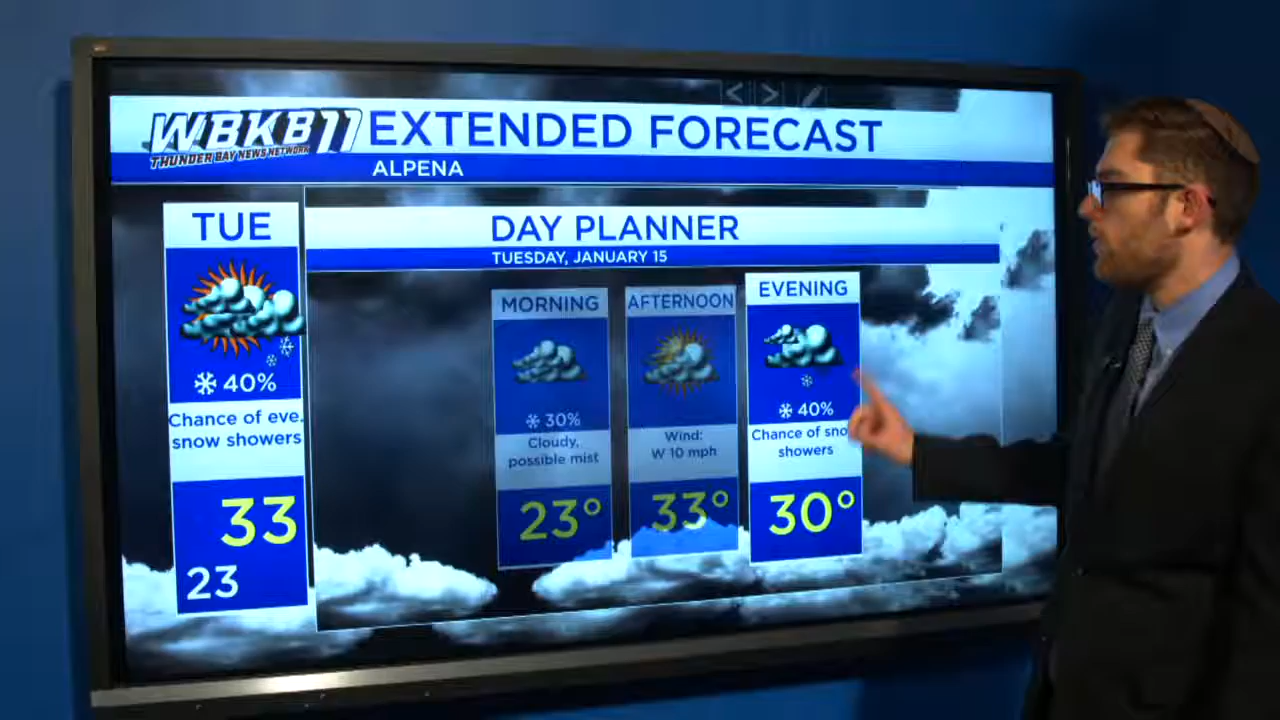 WBKB11
THUNDER BAY NEWS NETWORK
EXTENDED FORECAST
ALPENA
TUE
40%
Chance of eve.
snow showers
33
23
DAY PLANNER
TUESDAY, JANUARY 15
MORNING
30%
Cloudy,
possible mist
23°
AFTERNOON
Wind:
W 10 mph
33°
EVENING
40%
Chance of sno
showers
30°